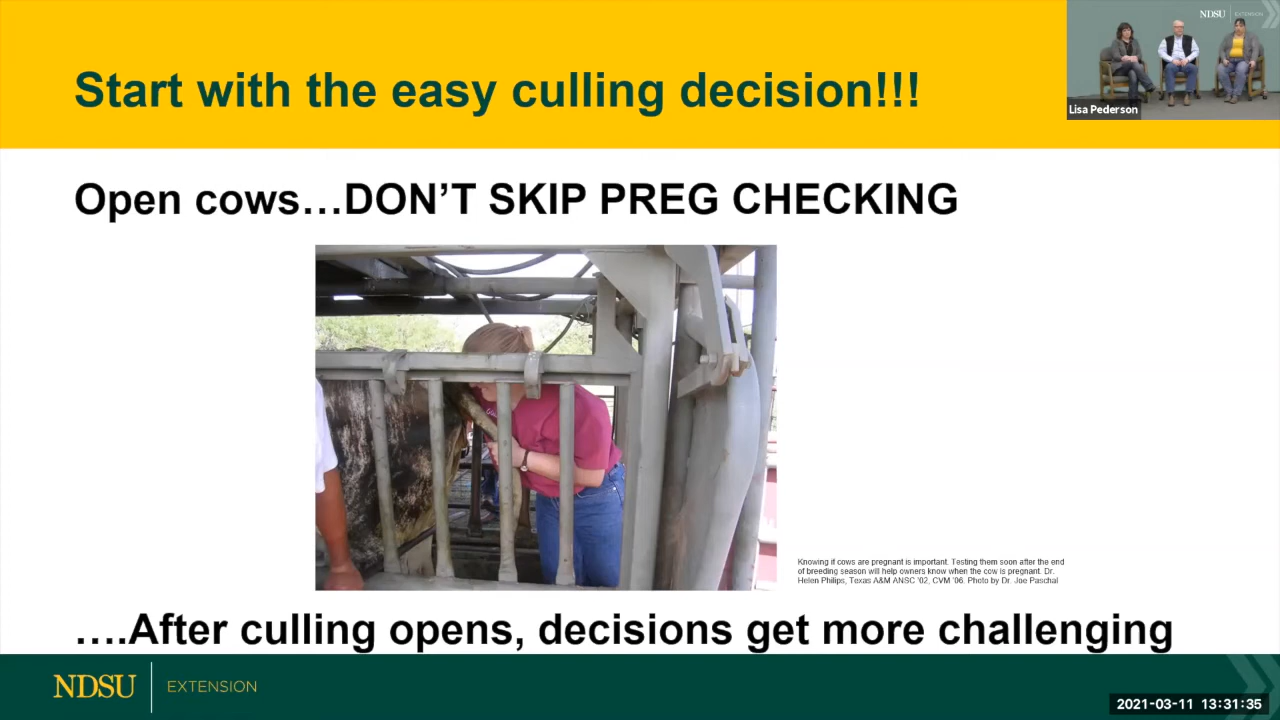 NDSU EXTENSION
Start with the easy culling decision!!!
Lisa Pederson
Open cows…DON’T SKIP PREG CHECKING
Knowing if cows are pregnant is important. Testing them soon after the end
of breeding season will help owners know when the cow is pregnant. Dr.
Helen Philips, Texas A&M ANSC '02, CVM '06. Photo by Dr. Joe Paschal
….After culling opens, decisions get more challenging
NDSU EXTENSION
2021-03-11 13:31:35